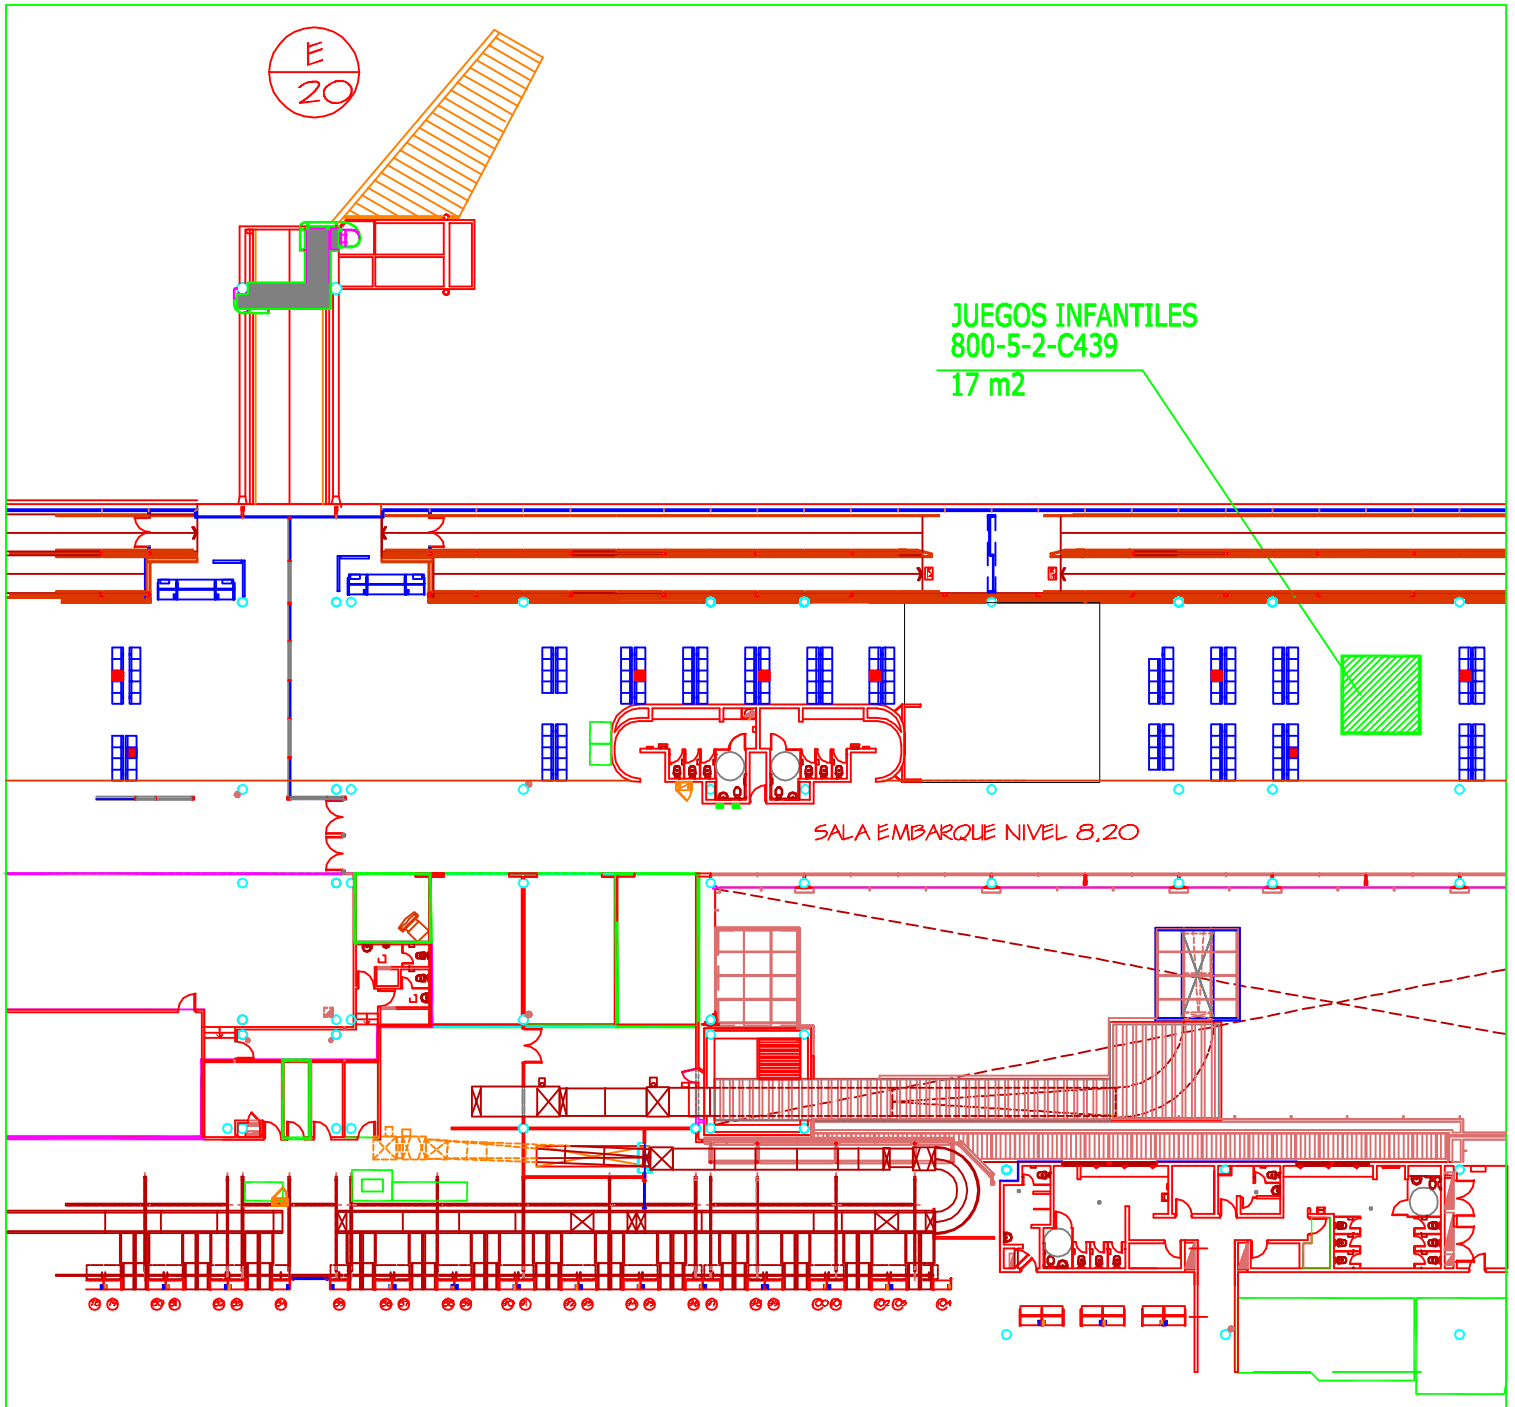 E
20
JUEGOS INFANTILES
800-5-2-C439
17 m2
SALA EMBARQUE NIVEL 8,20